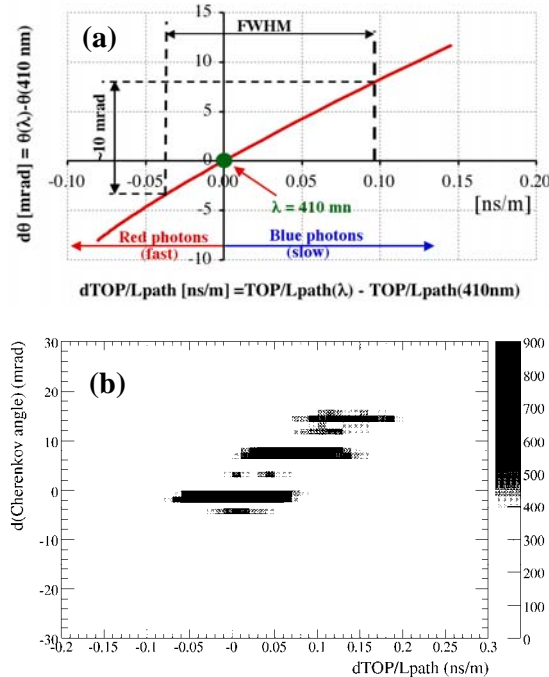 (a)
FWHM
15
10
5
0
-5
-10
-0.10
-0.05
0.00
0.05
0.10
0.15
0.20
[ns/m]
dθ [mrad] = θ(λ)-θ(410 nm)
~10 mrad
λ = 410 mn
Red photons
(fast)
Blue photons
(slow)
dTOP/Lpath [ns/m] =TOP/Lpath(λ) - TOP/Lpath(410nm)
(b)
d(Cherenkov angle) (mrad)
30
20
10
0
-10
-20
-30
-0.2
-0.15
-0.1
-0.05
-0
0.05
0.1
0.15
0.2
0.25
0.3
dTOP/Lpath (ns/m)
900
800
700
600
500
400
300
200
100
0